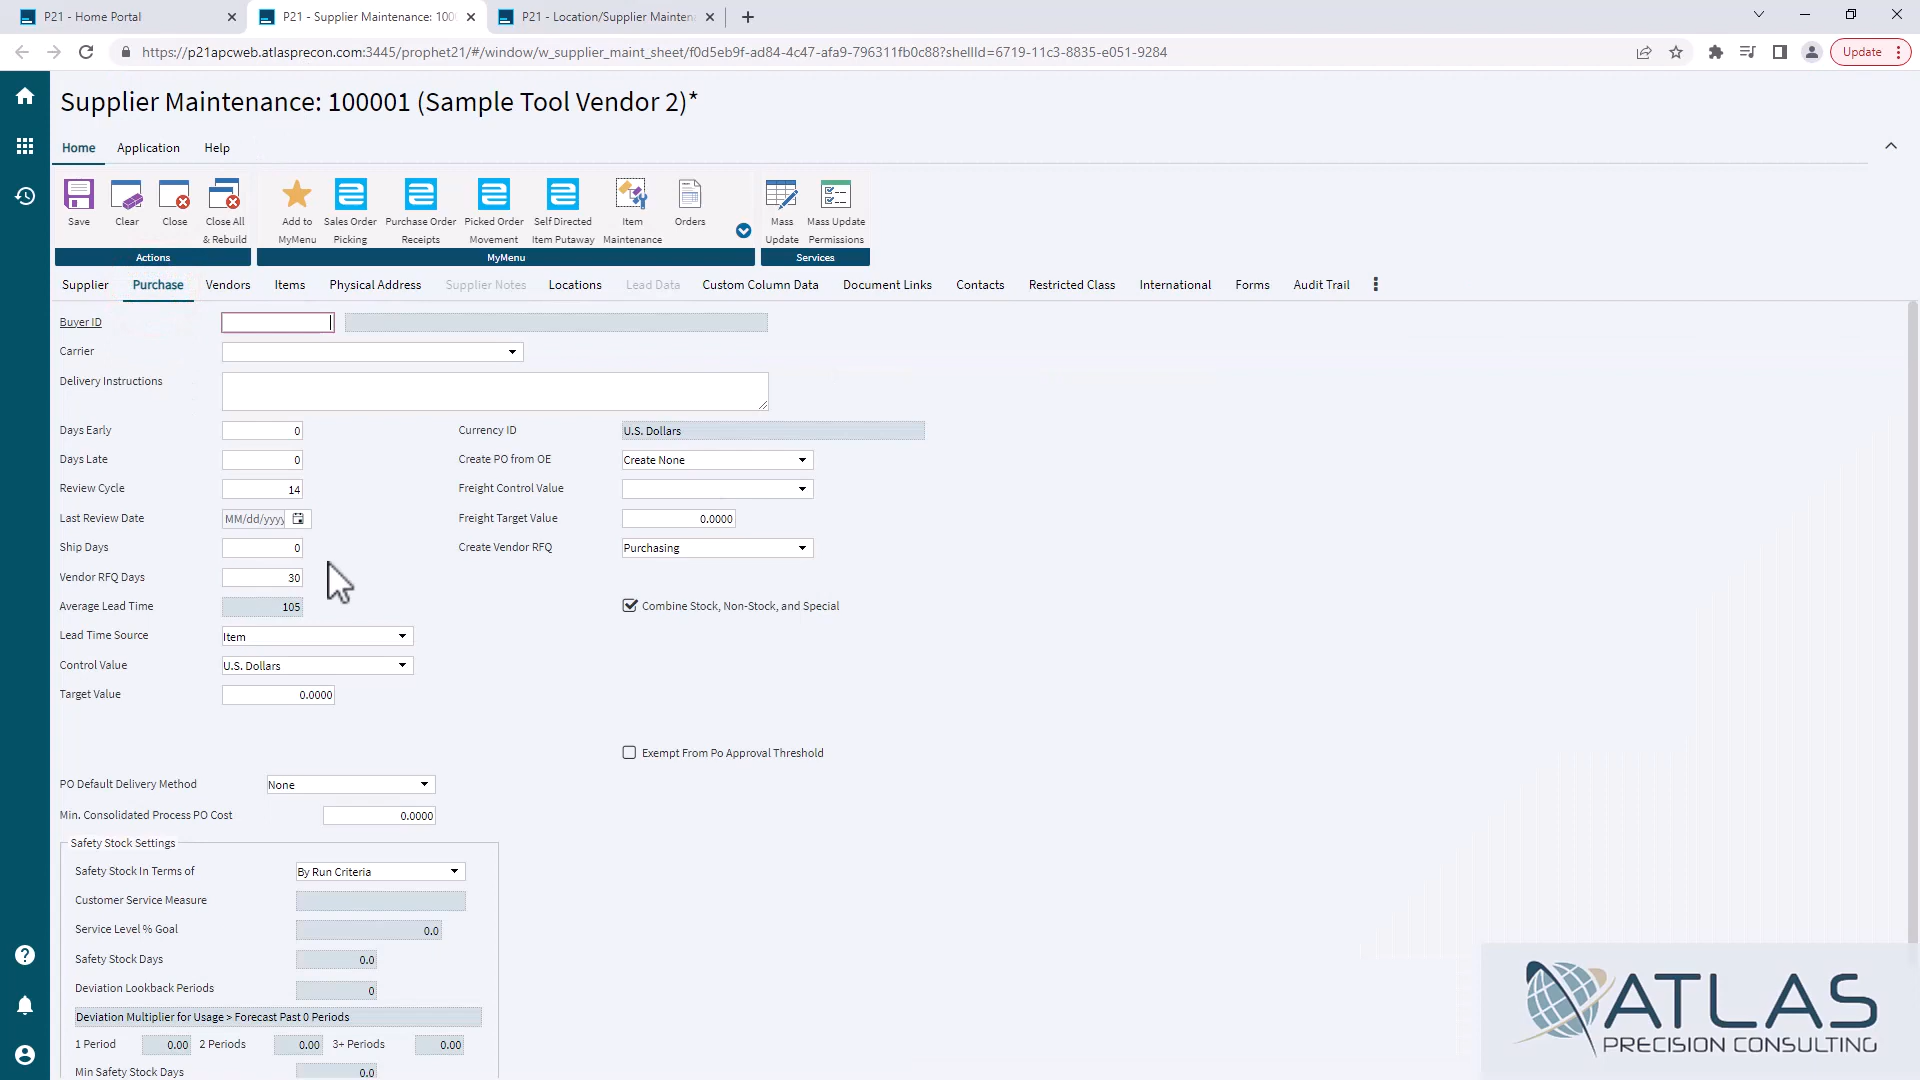 P21 - Home Portal
P21 - Supplier Maintenance: 100
P21 - Location/Supplier Mainten
https://p21apcweb.atlasprecon.com:3445/prophet21/#/window/w_supplier_maint_sheet/f0d5eb9f-ad84-4c47-afa9-796311fb0c88?shellId=6719-11c3-8835-e051-9284
Update
Supplier Maintenance: 100001 (Sample Tool Vendor 2)*
Home Application Help
Save Clear Close Close All & Rebuild
Actions
Add to MyMenu Sales Order Picking Purchase Order Receipts Picked Order Movement Self Directed Item Putaway Item Maintenance Orders
MyMenu
Mass Update Mass Update Permissions
Services
Supplier Purchase Vendors Items Physical Address Supplier Notes Locations Lead Data Custom Column Data Document Links Contacts Restricted Class International Forms Audit Trail
Buyer ID
Carrier
Delivery Instructions
Days Early 0 Currency ID U.S. Dollars
Days Late 0 Create PO from OE Create None
Review Cycle 14 Freight Control Value
Last Review Date MM/dd/yyyy Freight Target Value 0.0000
Ship Days 0 Create Vendor RFQ Purchasing
Vendor RFQ Days 30
Average Lead Time 105 Combine Stock, Non-Stock, and Special
Lead Time Source Item
Control Value U.S. Dollars
Target Value 0.0000
Exempt From Po Approval Threshold
PO Default Delivery Method None
Min. Consolidated Process PO Cost 0.0000
Safety Stock Settings
Safety Stock In Terms of By Run Criteria
Customer Service Measure
Service Level % Goal 0.0
Safety Stock Days 0.0
Deviation Lookback Periods 0
Deviation Multiplier for Usage > Forecast Past 0 Periods
1 Period 0.00 2 Periods 0.00 3+ Periods 0.00
Min Safety Stock Days 0.0
ATLAS
PRECISION CONSULTING